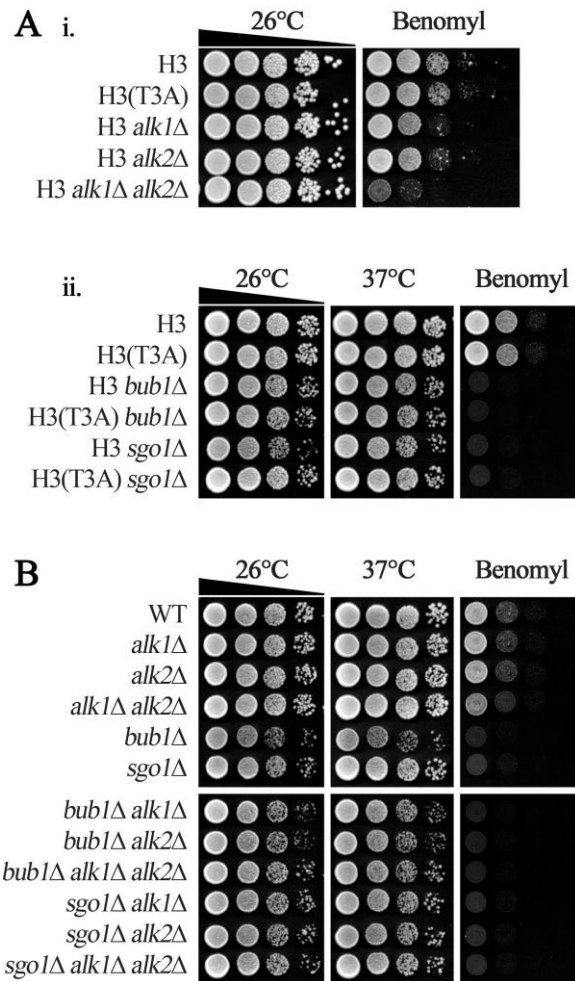 A i. 26°C Benomyl
H3
H3(T3A)
H3 alk1Δ
H3 alk2Δ
H3 alk1Δ alk2Δ
ii. 26°C 37°C Benomyl
H3
H3(T3A)
H3 bub1Δ
H3(T3A) bub1Δ
H3 sgo1Δ
H3(T3A) sgo1Δ
B 26°C 37°C Benomyl
WT
alk1Δ
alk2Δ
alk1Δ alk2Δ
bub1Δ
sgo1Δ
bub1Δ alk1Δ
bub1Δ alk2Δ
bub1Δ alk1Δ alk2Δ
sgo1Δ alk1Δ
sgo1Δ alk2Δ
sgo1Δ alk1Δ alk2Δ